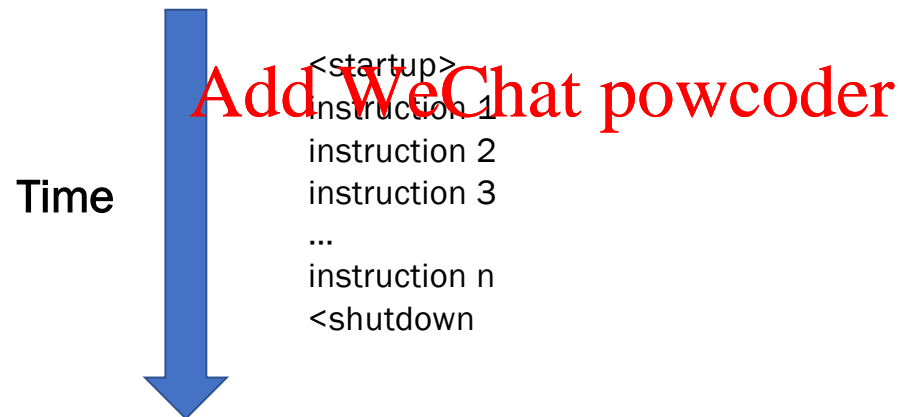 <startup>
Add WeChat powcoder
instruction 1
instruction 2
Time
instruction 3
...
instruction n
<shutdown